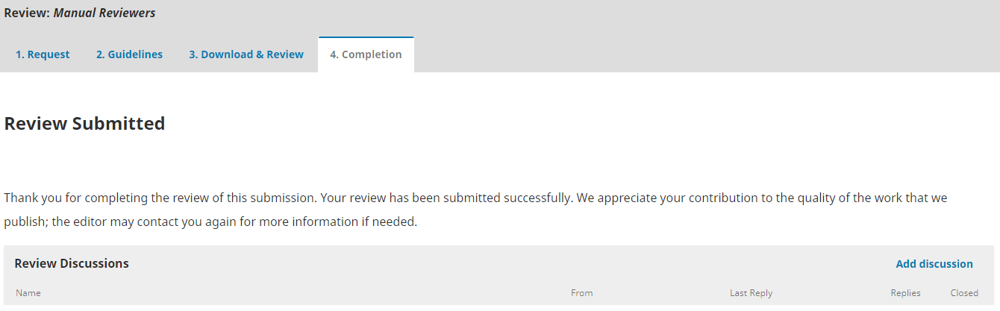 Review: Manual Reviewers
1. Request 2. Guidelines 3. Download & Review 4. Completion
Review Submitted
Thank you for completing the review of this submission. Your review has been submitted successfully. We appreciate your contribution to the quality of the work that we
publish; the editor may contact you again for more information if needed.
Review Discussions Add discussion
Name From Last Reply Replies Closed